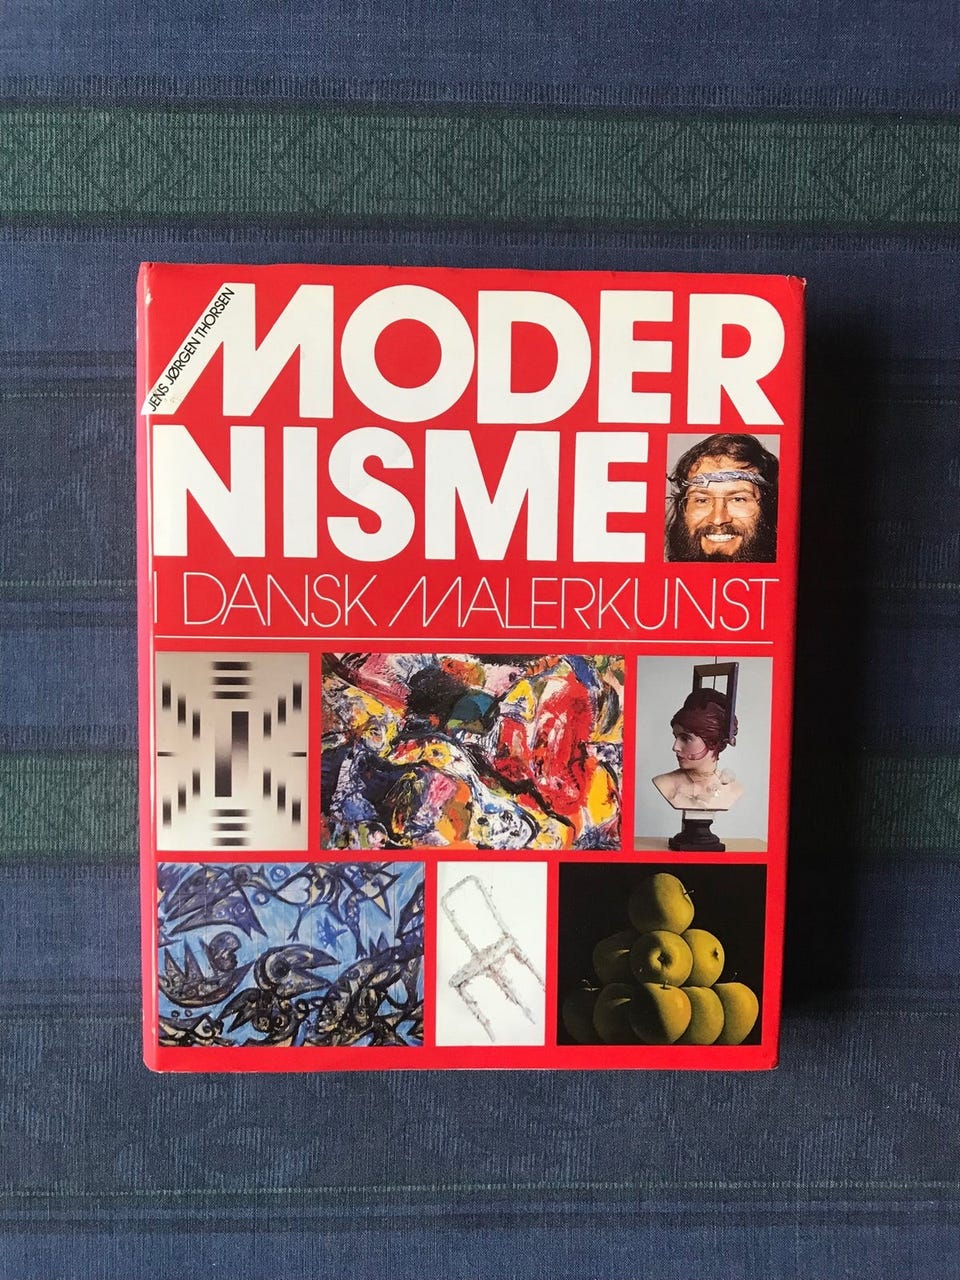 JENS JØRGEN THORSEN
MODER
NISME
I DANSK MALERKUNST